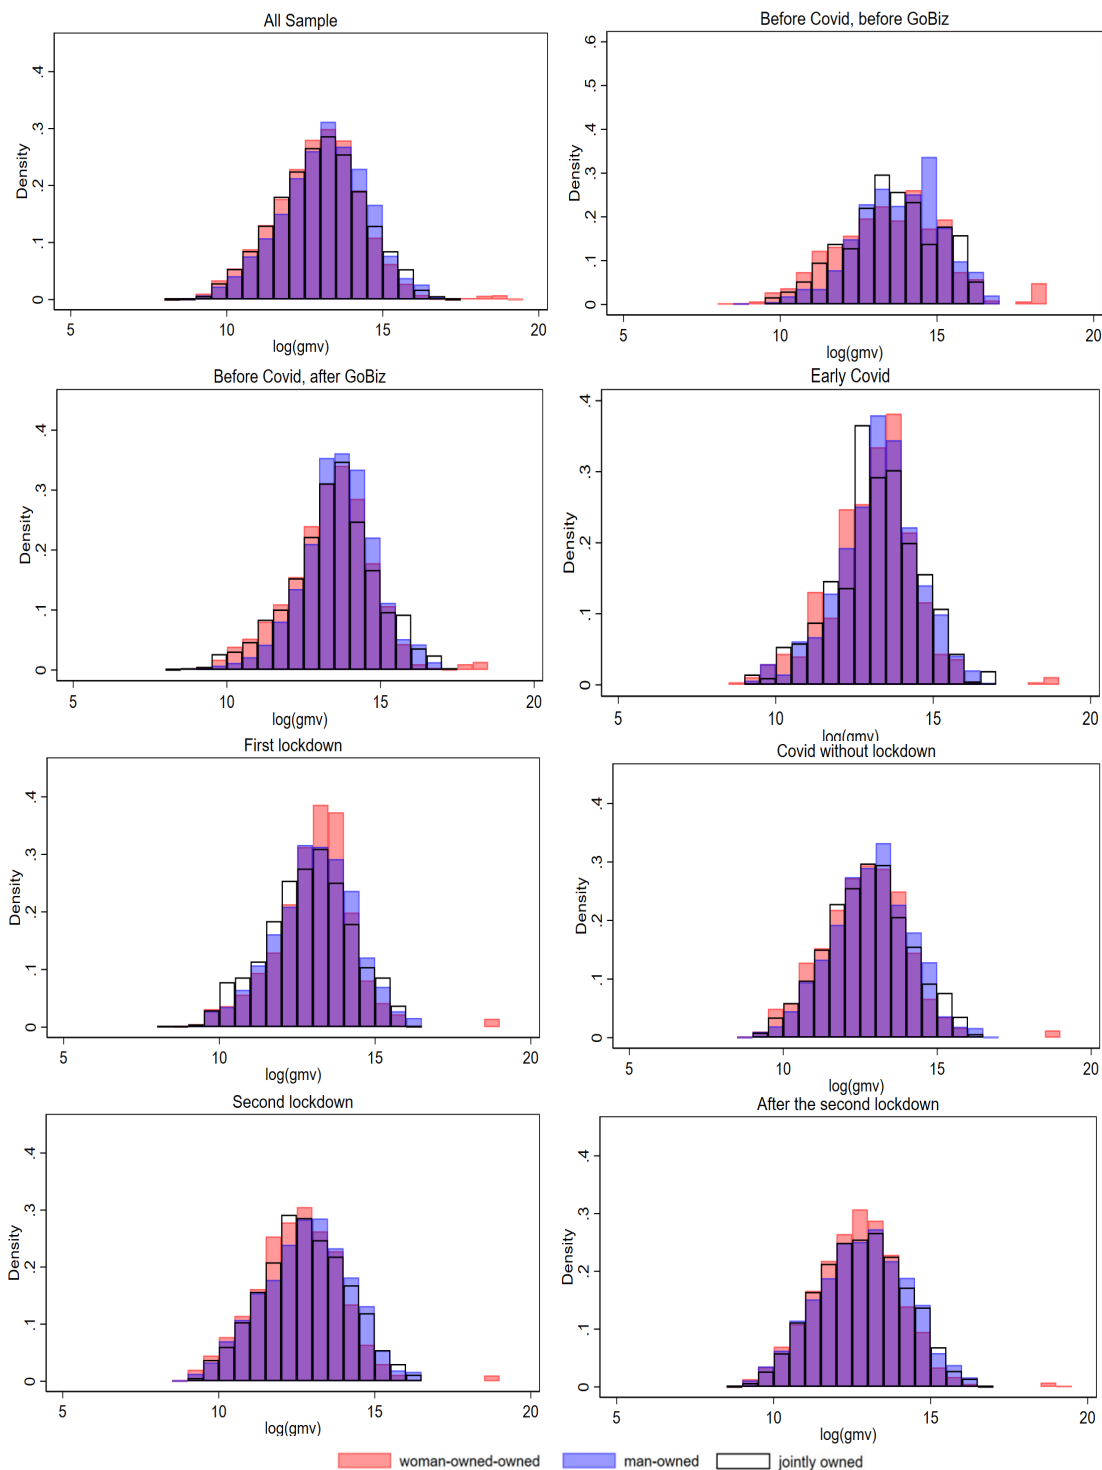 All Sample
Density
.4
.3
.2
.1
0
5 10 15 20
log(gmv)
Before Covid, before GoBiz
Density
.6
.5
.4
.3
.2
.1
0
5 10 15 20
log(gmv)
Before Covid, after GoBiz
Density
.4
.3
.2
.1
0
5 10 15 20
log(gmv)
Early Covid
Density
.4
.3
.2
.1
0
5 10 15 20
log(gmv)
First lockdown
Density
.4
.3
.2
.1
0
5 10 15 20
log(gmv)
Covid without lockdown
Density
.4
.3
.2
.1
0
5 10 15 20
log(gmv)
Second lockdown
Density
.4
.3
.2
.1
0
5 10 15 20
log(gmv)
After the second lockdown
Density
.4
.3
.2
.1
0
5 10 15 20
log(gmv)
woman-owned-owned man-owned jointly owned